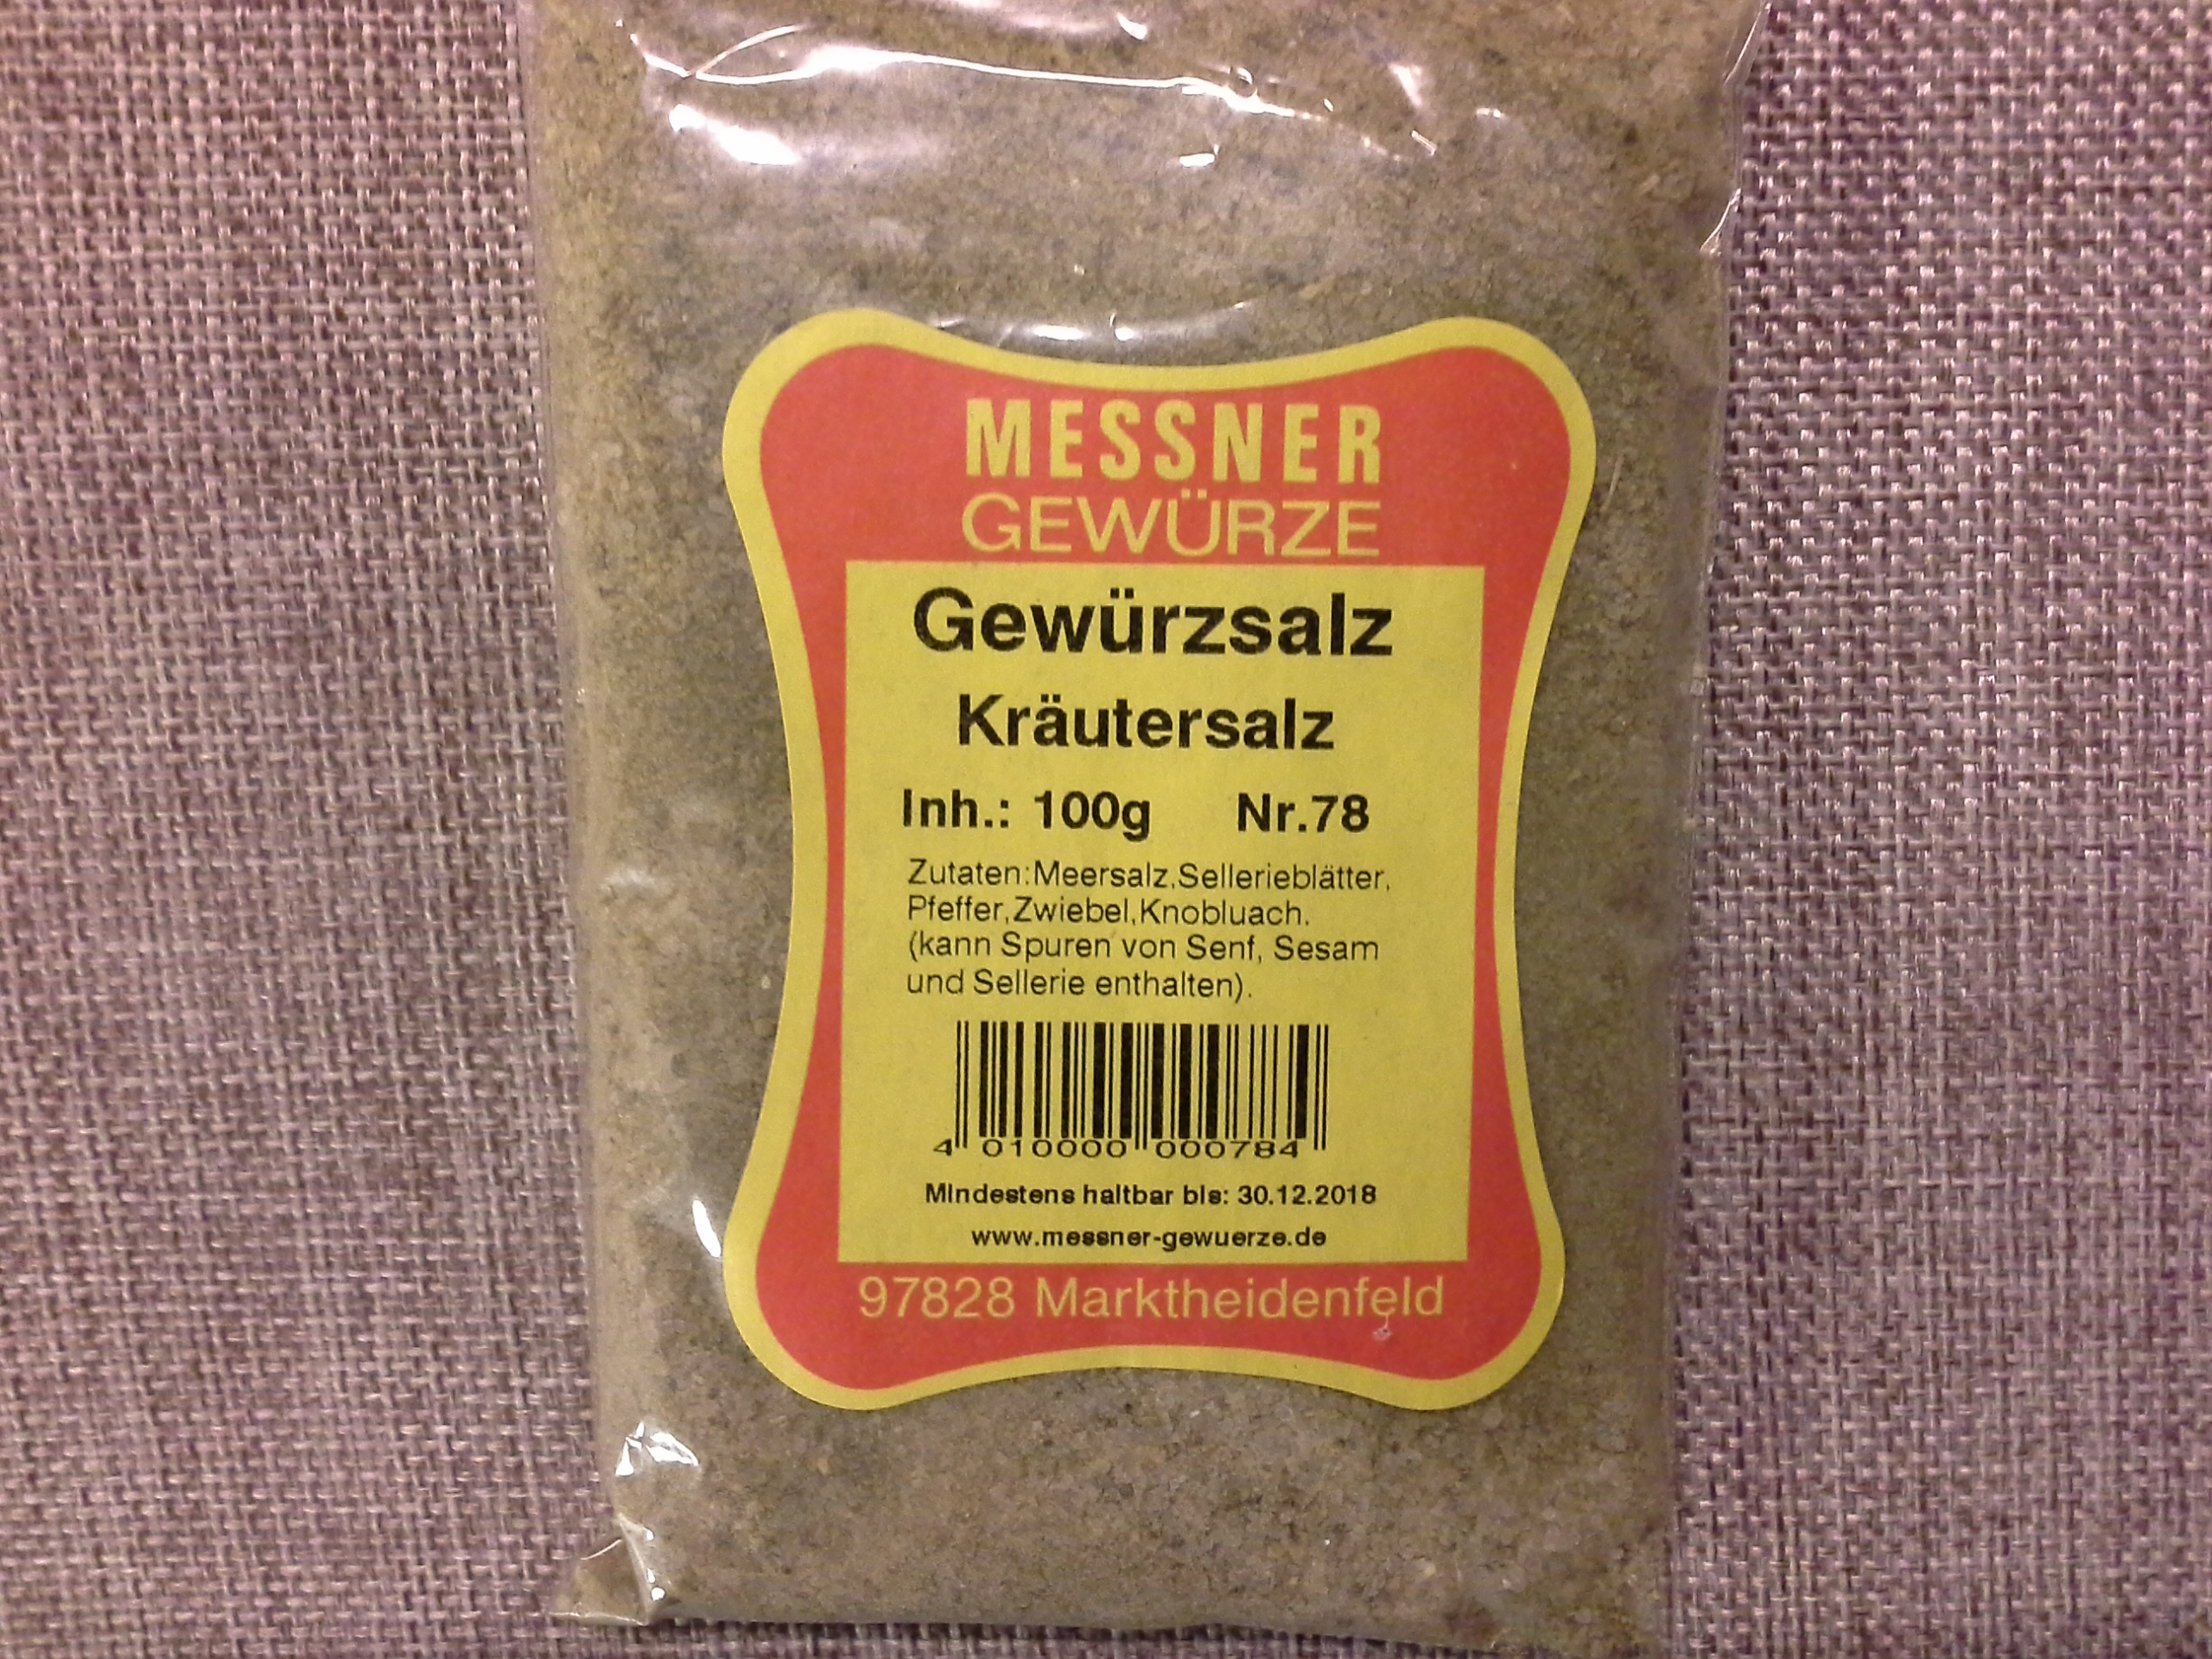 MESSNER
GEWÜRZE
Gewürzsalz
Kräutersalz
Inh.: 100g Nr.78
Zutaten:Meersalz,Sellerieblätter,
Pfeffer,Zwiebel,Knobluach.
(kann Spuren von Senf, Sesam
und Sellerie enthalten).
4 010000 000784
Mindestens haltbar bis: 30.12.2018
www.messner-gewuerze.de
97828 Marktheidenfeld